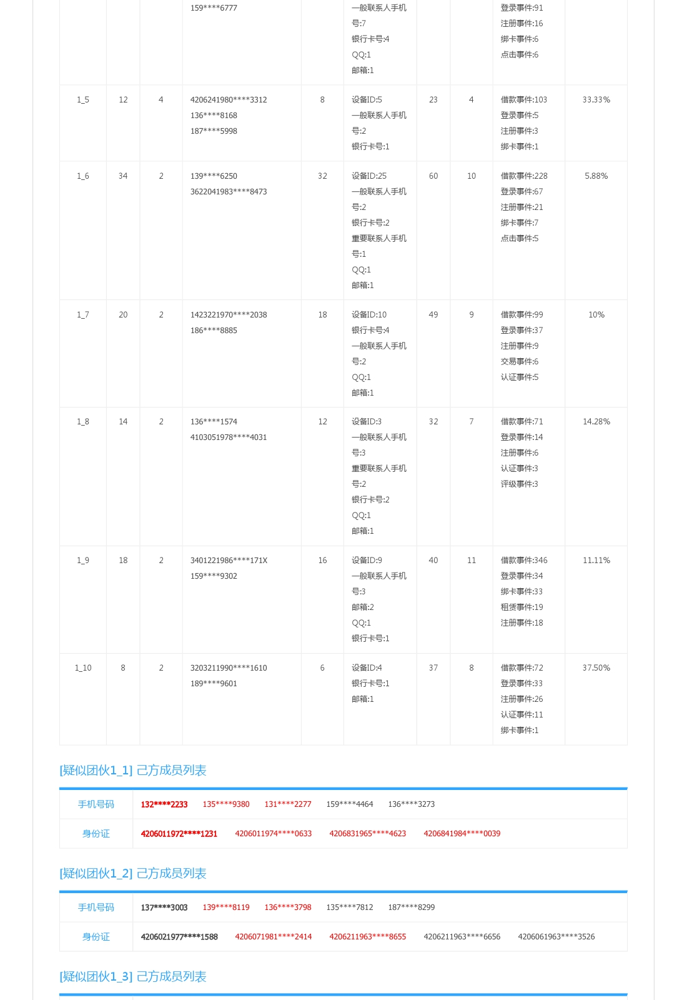 159****6777 一般联系人手机 登录事件:91
号:7 注册事件:16
银行卡号:4 绑卡事件:6
QQ:1 点击事件:6
邮箱:1
1_5 12 4 4206241980****3312 8 设备ID:5 23 4 借款事件:103 33.33%
136****8168 一般联系人手机 登录事件:5
187****5998 号:2 注册事件:3
银行卡号:1 绑卡事件:1
1_6 34 2 139****6250 32 设备ID:25 60 10 借款事件:228 5.88%
3622041983****8473 一般联系人手机 登录事件:67
号:2 注册事件:21
银行卡号:2 绑卡事件:7
重要联系人手机 点击事件:5
号:1
QQ:1
邮箱:1
1_7 20 2 1423221970****2038 18 设备ID:10 49 9 借款事件:99 10%
186****8885 银行卡号:4 登录事件:37
一般联系人手机 注册事件:9
号:2 交易事件:6
QQ:1 认证事件:5
邮箱:1
1_8 14 2 136****1574 12 设备ID:3 32 7 借款事件:71 14.28%
4103051978****4031 一般联系人手机 登录事件:14
号:3 注册事件:6
重要联系人手机 认证事件:3
号:2 评级事件:3
银行卡号:2
QQ:1
邮箱:1
1_9 18 2 3401221986****171X 16 设备ID:9 40 11 借款事件:346 11.11%
159****9302 一般联系人手机 登录事件:34
号:3 绑卡事件:33
邮箱:2 租赁事件:19
QQ:1 注册事件:18
银行卡号:1
1_10 8 2 3203211990****1610 6 设备ID:4 37 8 借款事件:72 37.50%
189****9601 银行卡号:1 登录事件:33
邮箱:1 注册事件:26
认证事件:11
绑卡事件:1
[疑似团伙1_1] 己方成员列表
手机号码 132****2233 135****9380 131****2277 159****4464 136****3273
身份证 4206011972****1231 4206011974****0633 4206831965****4623 4206841984****0039
[疑似团伙1_2] 己方成员列表
手机号码 137****3003 139****8119 136****3798 135****7812 187****8299
身份证 4206021977****1588 4206071981****2414 4206211963****8655 4206211963****6656 4206061963****3526
[疑似团伙1_3] 己方成员列表